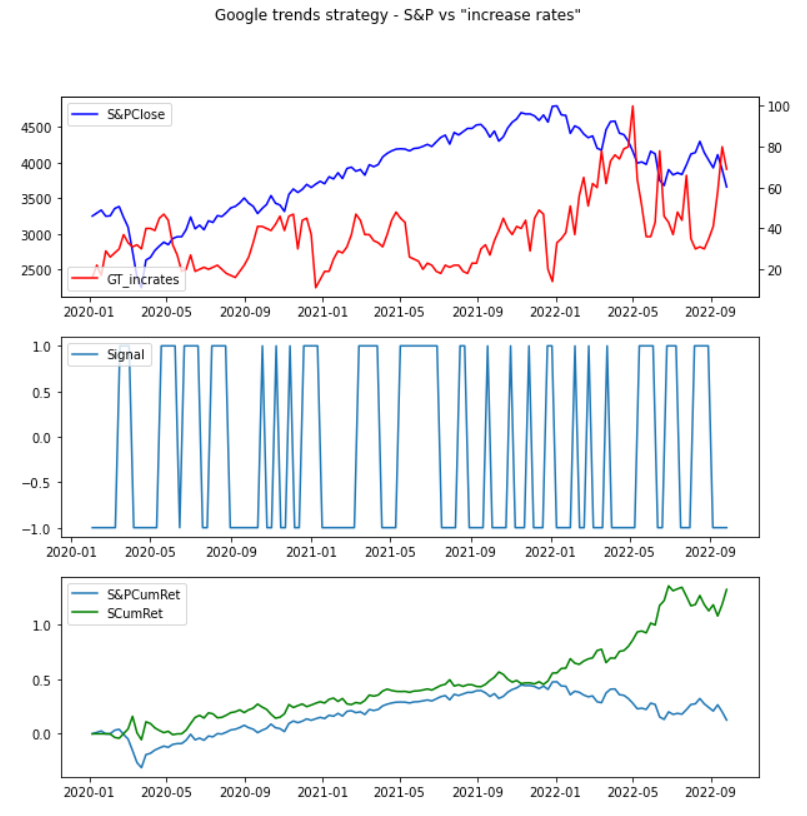 Google trends strategy - S&P vs "increase rates"
S&PClose
GT_incrates
4500
4000
3500
3000
2500
100
80
60
40
20
2020-01 2020-05 2020-09 2021-01 2021-05 2021-09 2022-01 2022-05 2022-09
Signal
1.0
0.5
0.0
−0.5
−1.0
2020-01 2020-05 2020-09 2021-01 2021-05 2021-09 2022-01 2022-05 2022-09
S&PCumRet
SCumRet
1.0
0.5
0.0
2020-01 2020-05 2020-09 2021-01 2021-05 2021-09 2022-01 2022-05 2022-09